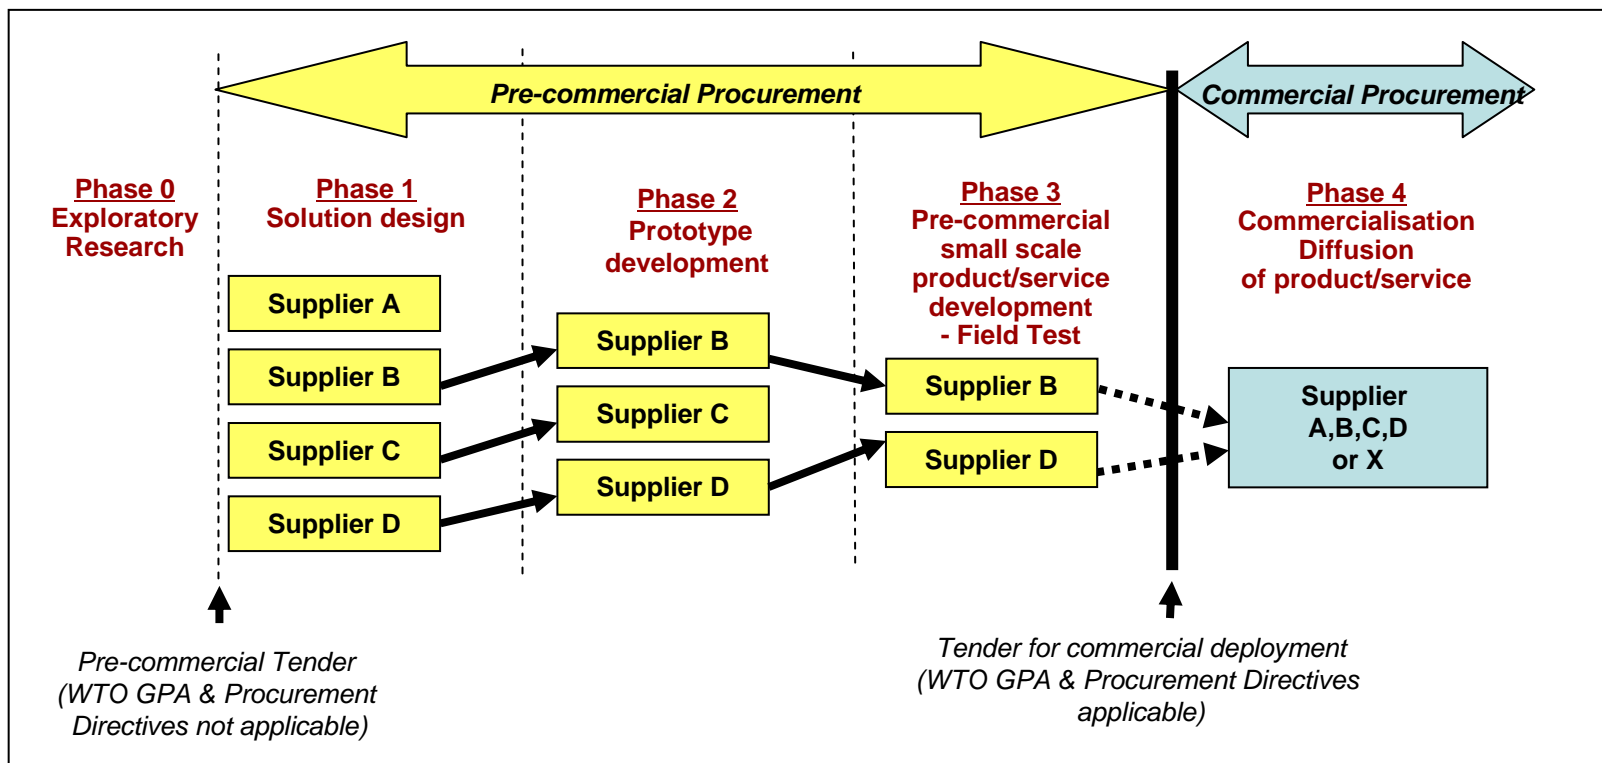 Pre-commercial Procurement
Commercial Procurement
Phase 0
Exploratory
Research
Phase 1
Solution design
Phase 2
Prototype
development
Phase 3
Pre-commercial
small scale
product/service
development
- Field Test
Phase 4
Commercialisation
Diffusion
of product/service
Supplier A
Supplier B
Supplier C
Supplier D
Supplier B
Supplier C
Supplier D
Supplier B
Supplier D
Supplier
A,B,C,D
or X
Pre-commercial Tender
(WTO GPA & Procurement
Directives not applicable)
Tender for commercial deployment
(WTO GPA & Procurement Directives
applicable)